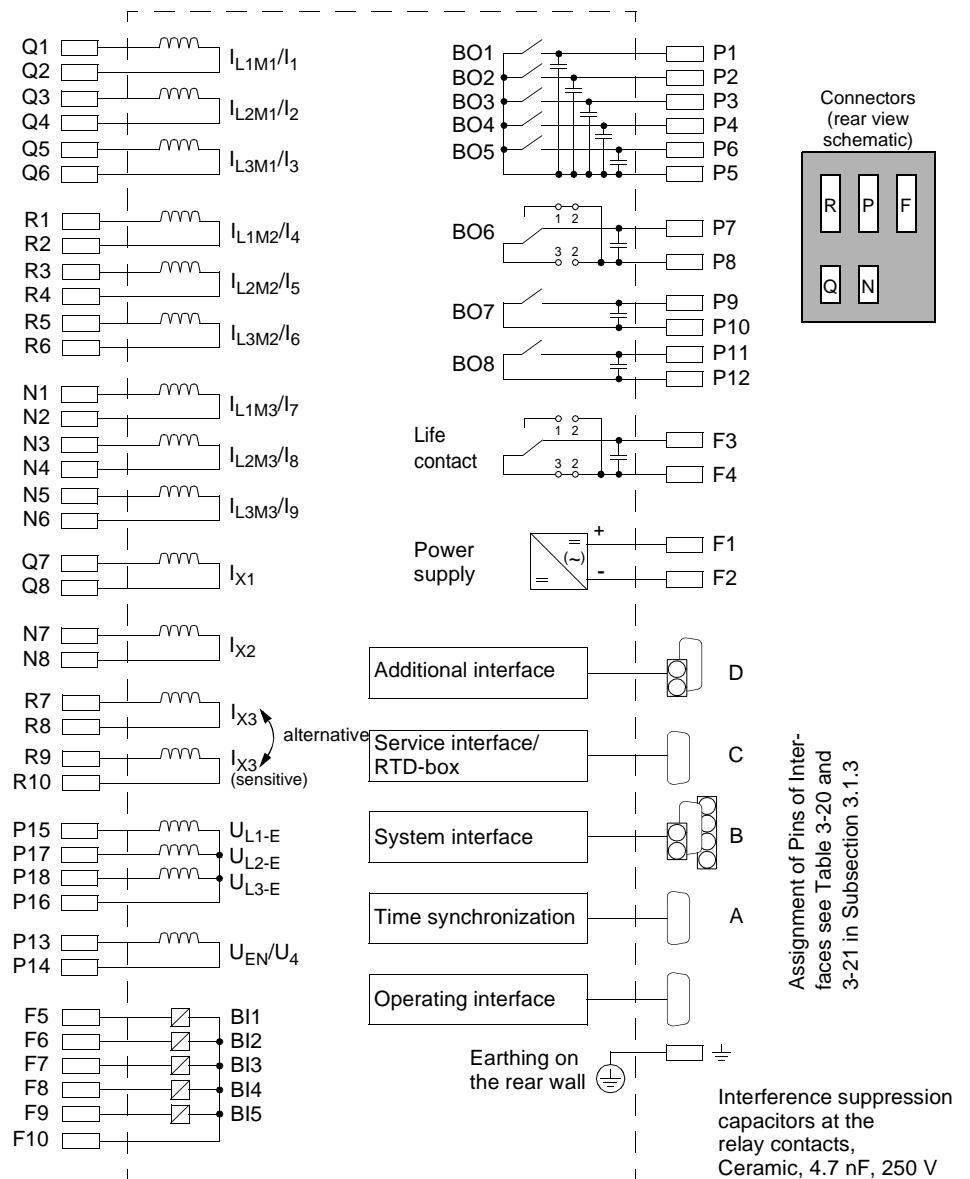 Q1
Q2
I_L1M1/I_1
Q3
Q4
I_L2M1/I_2
Q5
Q6
I_L3M1/I_3
R1
R2
I_L1M2/I_4
R3
R4
I_L2M2/I_5
R5
R6
I_L3M2/I_6
N1
N2
I_L1M3/I_7
N3
N4
I_L2M3/I_8
N5
N6
I_L3M3/I_9
Q7
Q8
I_X1
N7
N8
I_X2
R7
R8
I_X3
alternative
R9
R10
I_X3
(sensitive)
P15
U_L1-E
P17
U_L2-E
P18
U_L3-E
P16
P13
P14
U_EN/U_4
F5 BI1
F6 BI2
F7 BI3
F8 BI4
F9 BI5
F10
BO1 P1
BO2 P2
BO3 P3
BO4 P4
BO5 P6
P5
1 2
BO6 P7
3 2
P8
BO7 P9
P10
BO8 P11
P12
Life
contact
1 2
3 2
F3
F4
Power
supply
+
=
(~)
=
-
F1
F2
Additional interface D
Service interface/
RTD-box
C
System interface B
Time synchronization A
Operating interface
Earthing on
the rear wall
Connectors
(rear view
schematic)
R P F
Q N
Assignment of Pins of Inter-
faces see Table 3-20 and
3-21 in Subsection 3.1.3
Interference suppression
capacitors at the
relay contacts,
Ceramic, 4.7 nF, 250 V